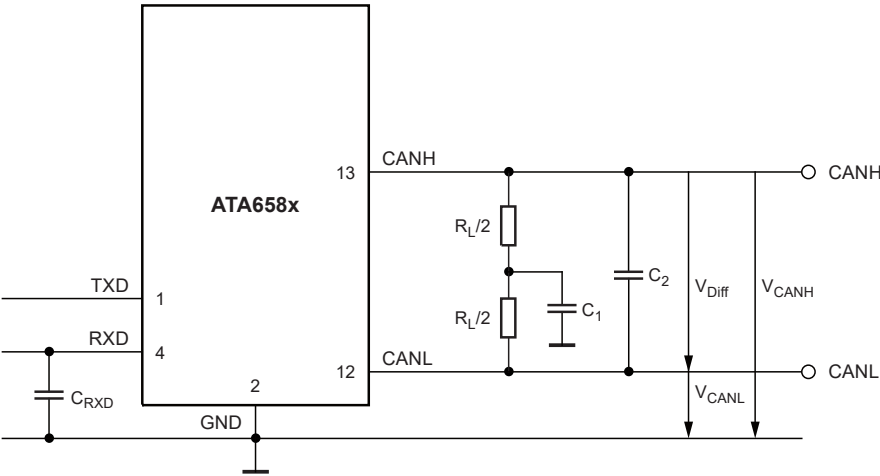 CANH
13
CANH
ATA658x
R_L/2
C_2
V_Diff
V_CANH
TXD
1
R_L/2
C_1
RXD
4
CANL
12
CANL
C_RXD
2
V_CANL
GND